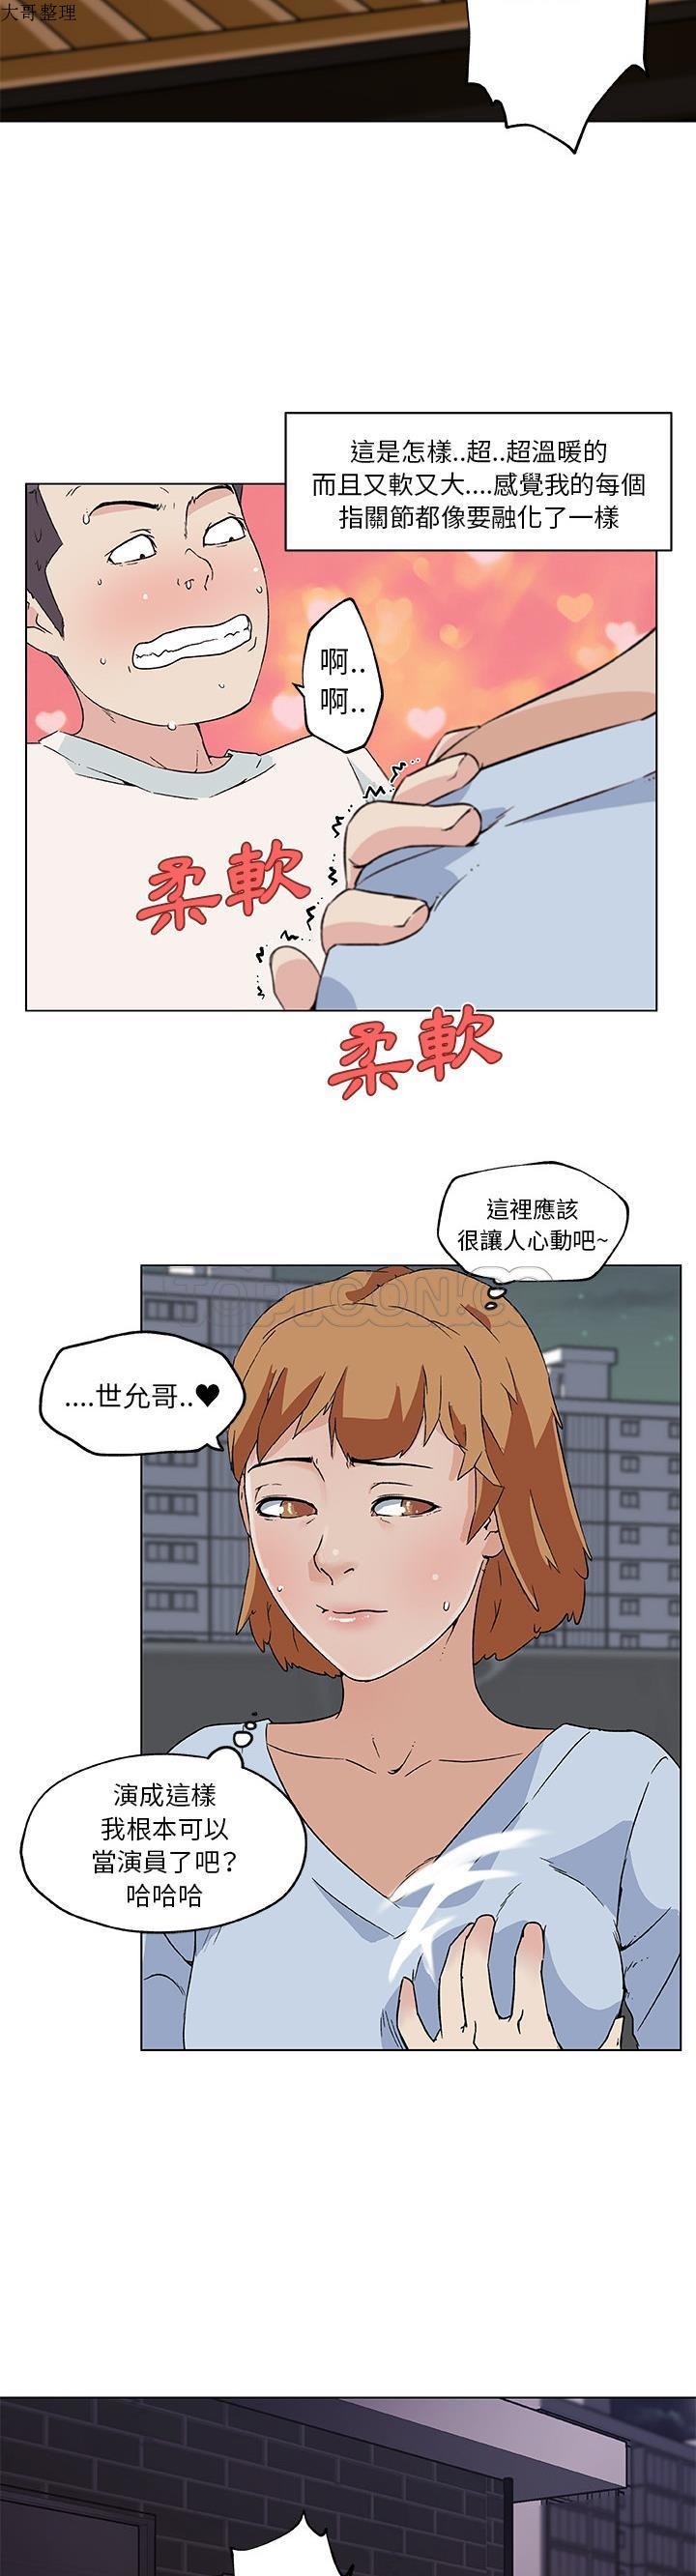 大哥整理
這是怎樣..超..超溫暖的
而且又軟又大....感覺我的每個
指關節都像要融化了一樣
啊..
啊..
柔軟
柔軟
這裡應該
很讓人心動吧~
TOPTOON.CO
....世允哥..♥
演成這樣
我根本可以
當演員了吧?
哈哈哈